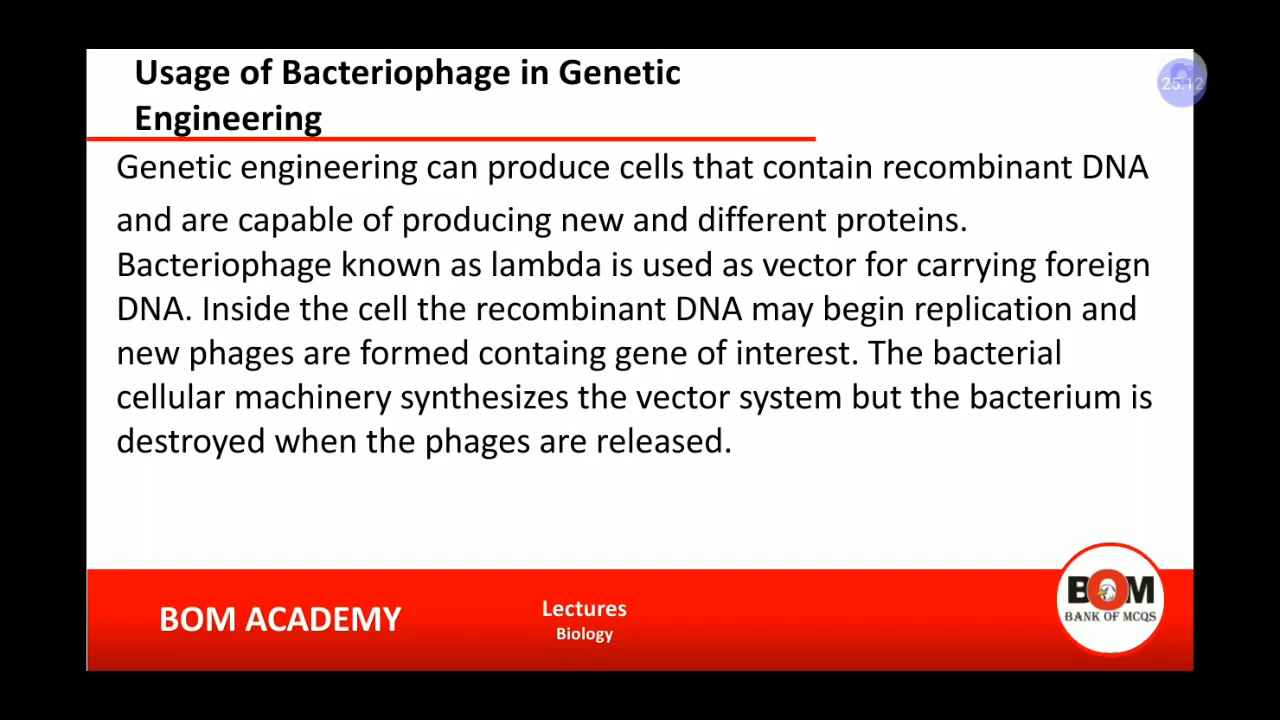 Usage of Bacteriophage in Genetic
Engineering
25:12
Genetic engineering can produce cells that contain recombinant DNA
and are capable of producing new and different proteins.
Bacteriophage known as lambda is used as vector for carrying foreign
DNA. Inside the cell the recombinant DNA may begin replication and
new phages are formed containg gene of interest. The bacterial
cellular machinery synthesizes the vector system but the bacterium is
destroyed when the phages are released.
BOM ACADEMY
Lectures
Biology
BOM
BANK OF MCQS